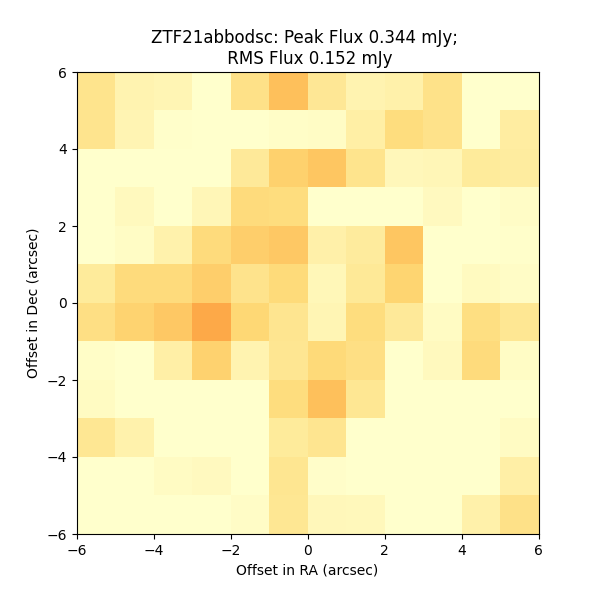 ZTF21abbodsc: Peak Flux 0.344 mJy;
RMS Flux 0.152 mJy
6
4
2
0
−2
−4
−6
Offset in Dec (arcsec)
−6 −4 −2 0 2 4 6
Offset in RA (arcsec)